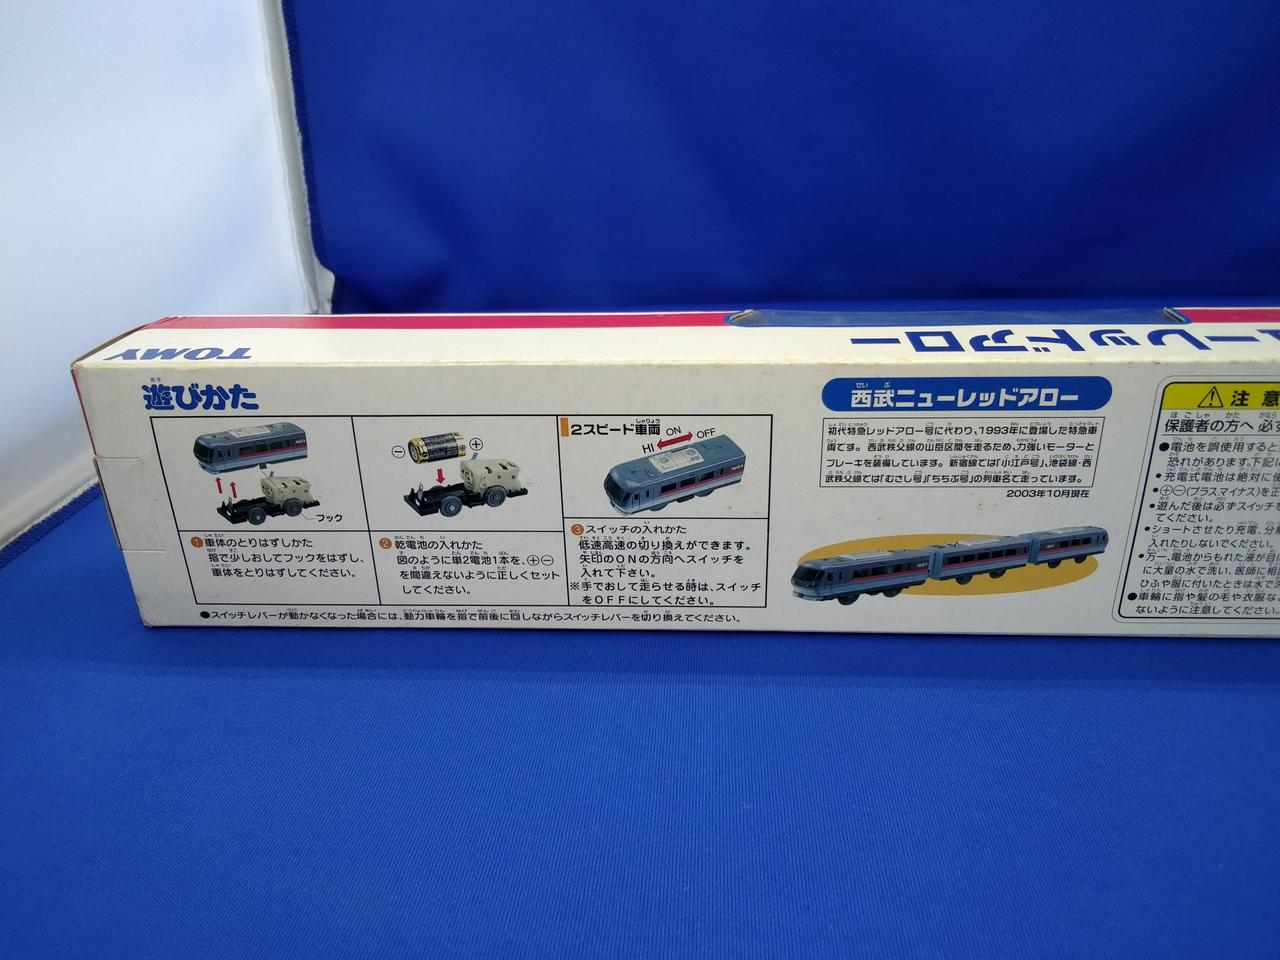 TOMY
ューレッドアロー
遊びかた
フック
❶車体のとりはずしかた
指で少しおしてフックをはずし、
車体をとりはずしてください。
⊖
⊕
❷乾電池の入れかた
図のように単2電池1本を、⊕⊖
を間違えないように正しくセット
してください。
2スピード車両
HI
ON
OFF
❸スイッチの入れかた
低速高速の切り換えができます。
矢印のONの方向へスイッチを
入れて下さい。
※手でおして走らせる時は、スイッチ
をOFFにしてください。
●スイッチレバーが動かなくなった場合には、動力車輪を指で前後に回しながらスイッチレバーを切り換えてください。
西武ニューレッドアロー
初代特急レッドアロー号に代わり、1993年に登場した特急車
両です。西武秩父線の山岳区間を走るため、力強いモーターと
ブレーキを装備しています。新宿線では「小江戸号」、池袋線・西
武秩父線では「むさし号」「ちちぶ号」の列車名で走っています。
2003年10月現在
注意
保護者の方へ 必ず
●電池を誤使用すると
恐れがあります。下記
●充電式電池は絶対に
●⊕⊖(プラスマイナス)を正
●遊んだ後は必ずスイッチを
てください。
●ショートさせたり充電、分
入れたりしないでください。
●万一、電池からもれた液が目
に大量の水で洗い、医師に相
ひふや服に付いたときは水で
●車輪に指や髪の毛や衣服な
ないように注意してください。